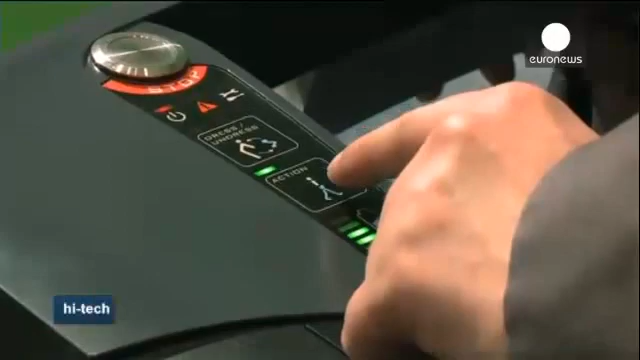 euronews
STOP
DRESS /
UNDRESS
ACTION
hi-tech